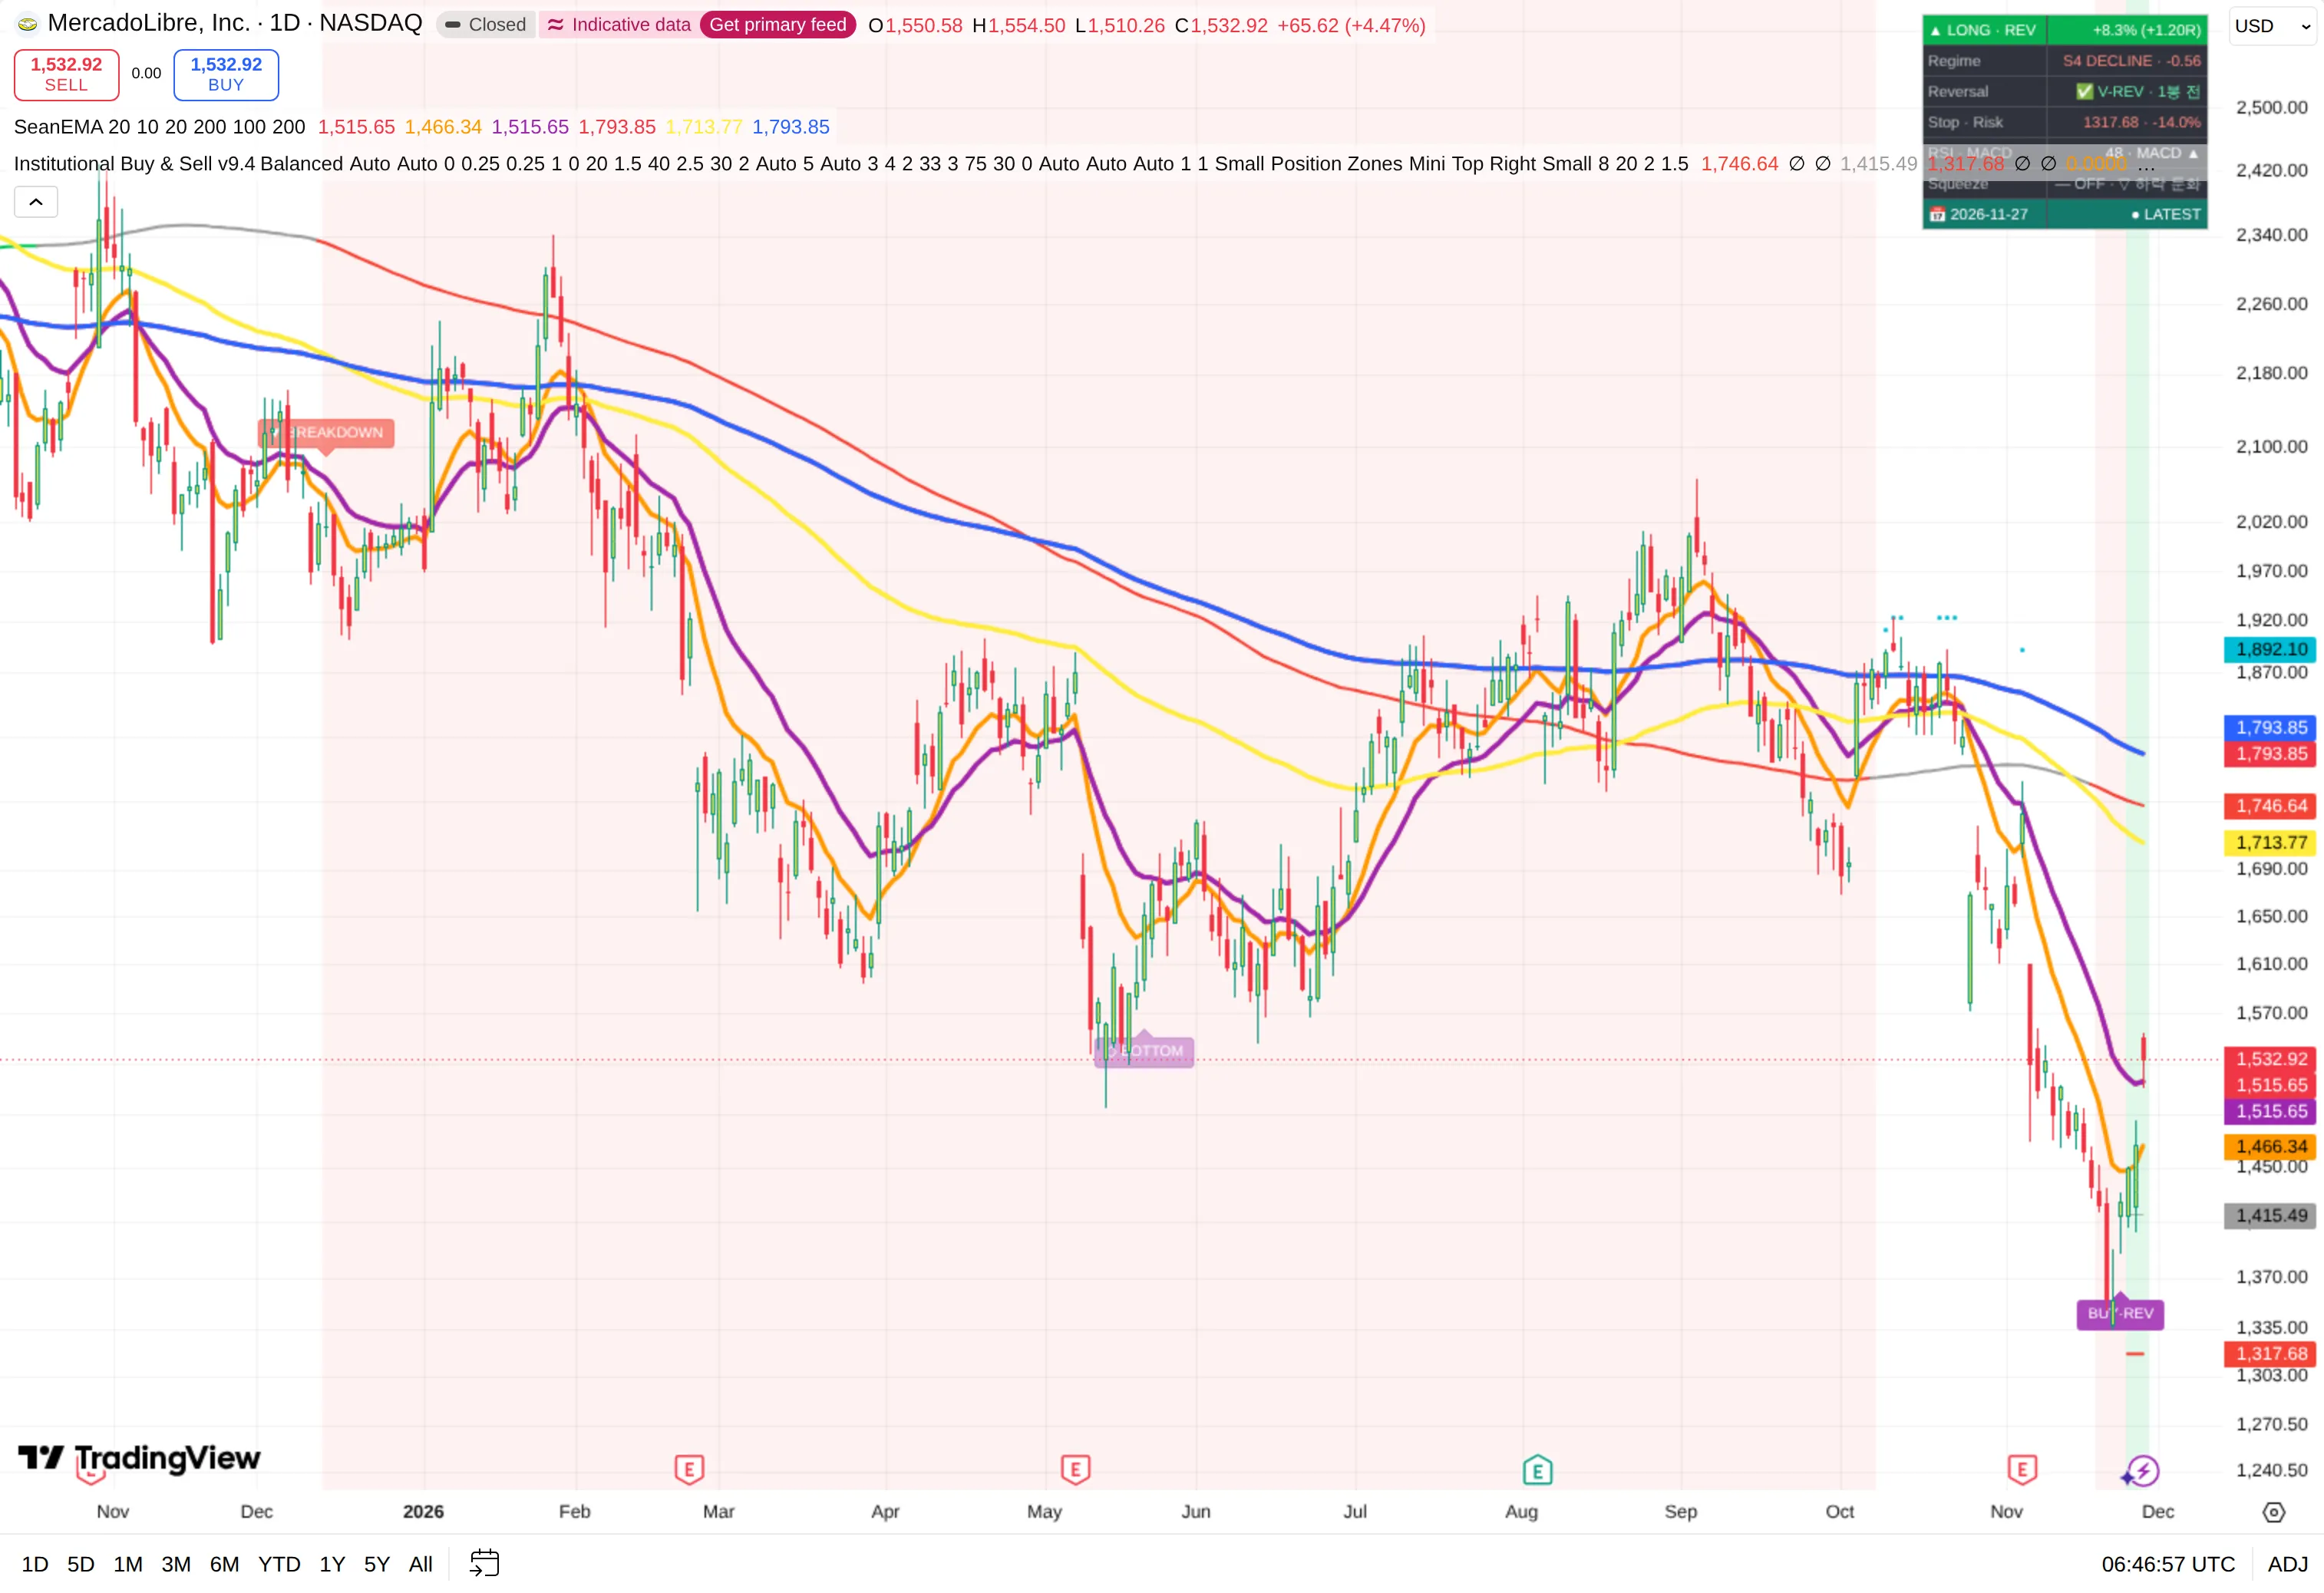 MercadoLibre, Inc. · 1D · NASDAQ Closed Indicative data Get primary feed O1,550.58 H1,554.50 L1,510.26 C1,532.92 +65.62 (+4.47%)
1,532.92 SELL 0.00 1,532.92 BUY
SeanEMA 20 10 20 200 100 200 1,515.65 1,466.34 1,515.65 1,793.85 1,713.77 1,793.85
Institutional Buy & Sell v9.4 Balanced Auto Auto 0 0.25 0.25 1 0 20 1.5 40 2.5 30 2 Auto 5 Auto 3 4 2 33 3 75 30 0 Auto Auto Auto 1 1 Small Position Zones Mini Top Right Small 8 20 2 1.5 1,746.64 ∅ ∅ 1,415.49 1,317.68 ∅ ∅ 0.0000 ...
▲ LONG · REV +8.3% (+1.20R)
Regime S4 DECLINE · -0.56
Reversal ✅ V-REV · 1봉 전
Stop · Risk 1317.68 · -14.0%
RSI · MACD 48 · MACD ▲
Squeeze — OFF · ▽ 하락 둔화
📅 2026-11-27 ● LATEST
USD
2,500.00
2,420.00
2,340.00
2,260.00
2,180.00
2,100.00
2,020.00
1,970.00
1,920.00
1,892.10
1,870.00
1,793.85
1,793.85
1,746.64
1,713.77
1,690.00
1,650.00
1,610.00
1,570.00
1,532.92
1,515.65
1,515.65
1,466.34
1,450.00
1,415.49
1,370.00
1,335.00
1,317.68
1,303.00
1,270.50
1,240.50
BREAKDOWN
BOTTOM
BUY-REV
TradingView
E E E E E
Nov Dec 2026 Feb Mar Apr May Jun Jul Aug Sep Oct Nov Dec
1D 5D 1M 3M 6M YTD 1Y 5Y All 06:46:57 UTC ADJ